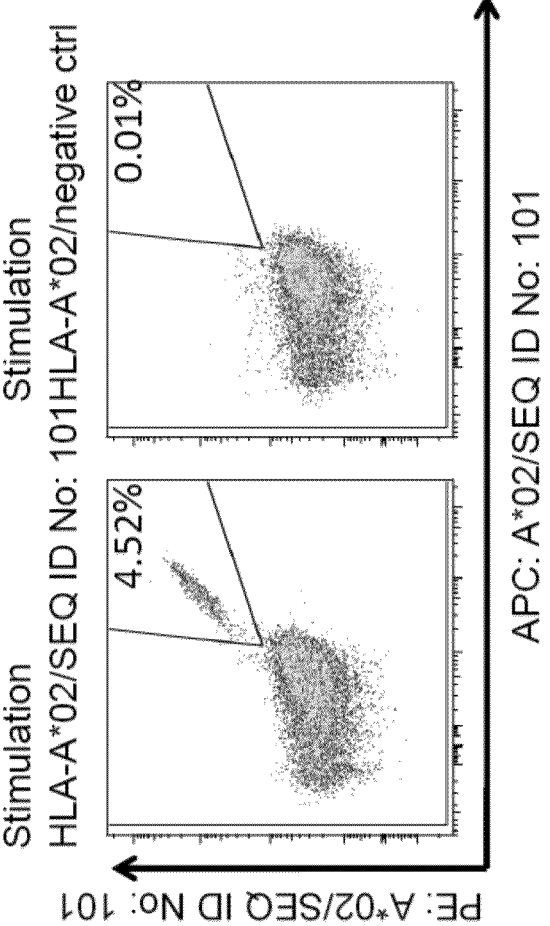 Stimulation
HLA-A*02/SEQ ID No: 101
Stimulation
HLA-A*02/negative ctrl
4.52%
0.01%
PE: A*02/SEQ ID No: 101
APC: A*02/SEQ ID No: 101